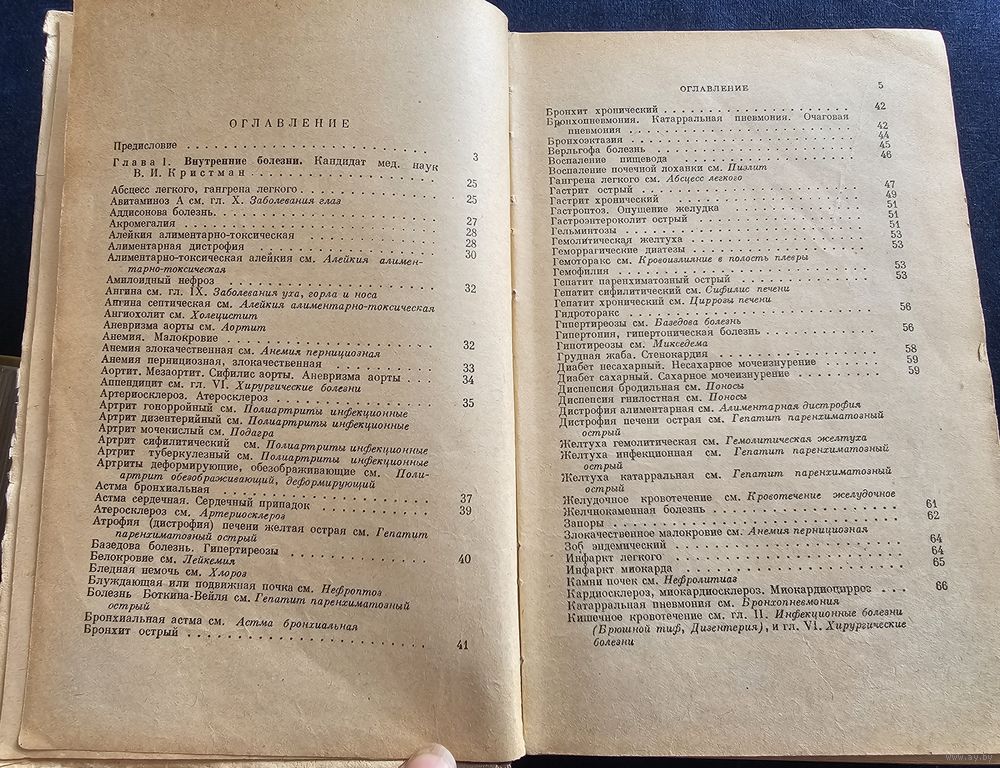 ОГЛАВЛЕНИЕ
Предисловие . . . . . . . . . . . . . . . . . . . 3
Глава I. Внутренние болезни. Кандидат мед. наук
В. И. Кристман . . . . . . . . . . . . . . . . . 25
Абсцесс легкого, гангрена легкого . . . . . . . . . . 25
Авитаминоз А см. гл. X. Заболевания глаз
Аддисонова болезнь. . . . . . . . . . . . . . . . 27
Акромегалия . . . . . . . . . . . . . . . . . . 28
Алейкия алиментарно-токсическая . . . . . . . . . . 28
Алиментарная дистрофия . . . . . . . . . . . . . . 30
Алиментарно-токсическая алейкия см. Алейкия алимен-
тарно-токсическая
Амилоидный нефроз . . . . . . . . . . . . . . . . 32
Ангина см. гл. IX. Заболевания уха, горла и носа
Ангина септическая см. Алейкия алиментарно-токсическая
Ангиохолит см. Холецистит
Аневризма аорты см. Аортит
Анемия. Малокровие . . . . . . . . . . . . . . . . 32
Анемия злокачественная см. Анемия пернициозная
Анемия пернициозная, злокачественная . . . . . . . . 33
Аортит. Мезаортит. Сифилис аорты. Аневризма аорты . . . 34
Аппендицит см. гл. VI. Хирургические болезни
Артериосклероз. Атеросклероз . . . . . . . . . . . . 35
Артрит гонорройный см. Полиартриты инфекционные
Артрит дизентерийный см. Полиартриты инфекционные
Артрит мочекислый см. Подагра
Артрит сифилитический см. Полиартриты инфекционные
Артрит туберкулезный см. Полиартриты инфекционные
Артриты деформирующие, обезображивающие см. Поли-
артрит обезображивающий, деформирующий
Астма бронхиальная . . . . . . . . . . . . . . . . 37
Астма сердечная. Сердечный припадок . . . . . . . . 39
Атеросклероз см. Артериосклероз
Атрофия (дистрофия) печени желтая острая см. Гепатит
паренхиматозный острый
Базедова болезнь. Гипертиреозы . . . . . . . . . . . 40
Белокровие см. Лейкемия
Бледная немочь см. Хлороз
Блуждающая или подвижная почка см. Нефроптоз
Болезнь Боткина-Вейля см. Гепатит паренхиматозный
острый
Бронхиальная астма см. Астма бронхиальная
Бронхит острый . . . . . . . . . . . . . . . . . 41
ОГЛАВЛЕНИЕ 5
Бронхит хронический . . . . . . . . . . . . . . . 42
Бронхопневмония. Катарральная пневмония. Очаговая
пневмония . . . . . . . . . . . . . . . . . . 42
Бронхоэктазия . . . . . . . . . . . . . . . . . . 44
Верльгофа болезнь . . . . . . . . . . . . . . . . 45
Воспаление пищевода . . . . . . . . . . . . . . . 46
Воспаление почечной лоханки см. Пиэлит
Гангрена легкого см. Абсцесс легкого
Гастрит острый . . . . . . . . . . . . . . . . . 47
Гастрит хронический . . . . . . . . . . . . . . . 49
Гастроптоз. Опущение желудка . . . . . . . . . . . 51
Гастроэнтероколит острый . . . . . . . . . . . . . 51
Гельминтозы . . . . . . . . . . . . . . . . . . 51
Гемолитическая желтуха . . . . . . . . . . . . . . 53
Геморрагические диатезы . . . . . . . . . . . . . . 53
Гемоторакс см. Кровоизлияние в полость плевры
Гемофилия . . . . . . . . . . . . . . . . . . . 53
Гепатит паренхиматозный острый . . . . . . . . . . 53
Гепатит сифилитический см. Сифилис печени
Гепатит хронический см. Циррозы печени
Гидроторакс . . . . . . . . . . . . . . . . . . 56
Гипертиреозы см. Базедова болезнь
Гипертония, гипертоническая болезнь . . . . . . . . 56
Гипотиреозы см. Микседема
Грудная жаба. Стенокардия . . . . . . . . . . . . . 58
Диабет несахарный. Несахарное мочеизнурение . . . . . 59
Диабет сахарный. Сахарное мочеизнурение . . . . . . . 59
Диспепсия бродильная см. Поносы
Диспепсия гнилостная см. Поносы
Дистрофия алиментарная см. Алиментарная дистрофия
Дистрофия печени острая см. Гепатит паренхиматозный
острый
Желтуха гемолитическая см. Гемолитическая желтуха
Желтуха инфекционная см. Гепатит паренхиматозный
острый
Желтуха катарральная см. Гепатит паренхиматозный
острый
Желудочное кровотечение см. Кровотечение желудочное
Желчнокаменная болезнь . . . . . . . . . . . . . . 61
Запоры . . . . . . . . . . . . . . . . . . . . 62
Злокачественное малокровие см. Анемия пернициозная
Зоб эндемический . . . . . . . . . . . . . . . . 64
Инфаркт легкого . . . . . . . . . . . . . . . . . 64
Инфаркт миокарда . . . . . . . . . . . . . . . . 65
Камни почек см. Нефролитиаз
Кардиосклероз, миокардиосклероз. Миокардиоцирроз . . . 66
Катарральная пневмония см. Бронхопневмония
Кишечное кровотечение см. гл. II. Инфекционные болезни
(Брюшной тиф, Дизентерия), и гл. VI. Хирургические
болезни
www.ay.by